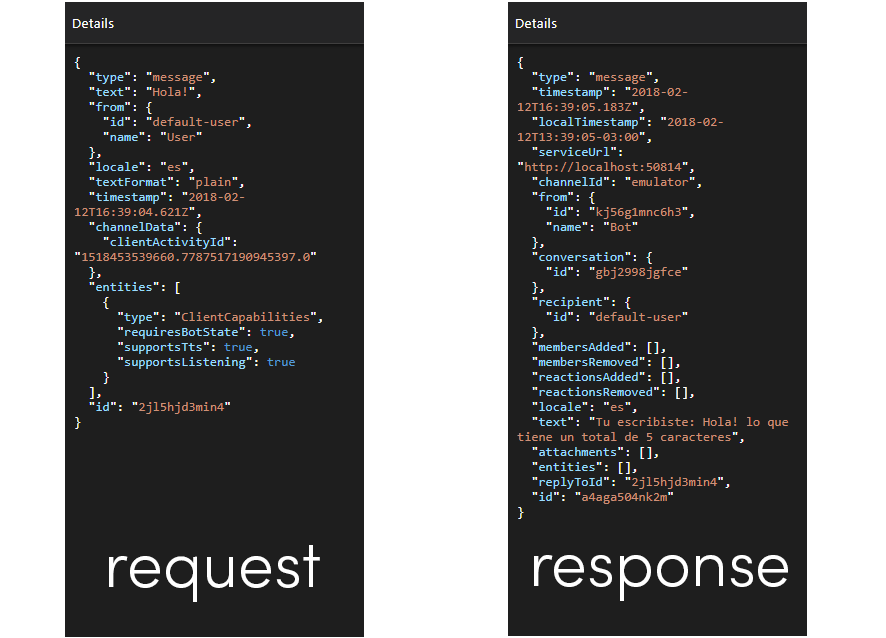 Details
{
  "type": "message",
  "text": "Hola!",
  "from": {
    "id": "default-user",
    "name": "User"
  },
  "locale": "es",
  "textFormat": "plain",
  "timestamp": "2018-02-
12T16:39:04.621Z",
  "channelData": {
    "clientActivityId":
"1518453539660.7787517190945397.0"
  },
  "entities": [
    {
      "type": "ClientCapabilities",
      "requiresBotState": true,
      "supportsTts": true,
      "supportsListening": true
    }
  ],
  "id": "2jl5hjd3min4"
}
request
Details
{
  "type": "message",
  "timestamp": "2018-02-
12T16:39:05.183Z",
  "localTimestamp": "2018-02-
12T13:39:05-03:00",
  "serviceUrl":
"http://localhost:50814",
  "channelId": "emulator",
  "from": {
    "id": "kj56g1mnc6h3",
    "name": "Bot"
  },
  "conversation": {
    "id": "gbj2998jgfce"
  },
  "recipient": {
    "id": "default-user"
  },
  "membersAdded": [],
  "membersRemoved": [],
  "reactionsAdded": [],
  "reactionsRemoved": [],
  "locale": "es",
  "text": "Tu escribiste: Hola! lo que
tiene un total de 5 caracteres",
  "attachments": [],
  "entities": [],
  "replyToId": "2jl5hjd3min4",
  "id": "a4aga504nk2m"
}
response